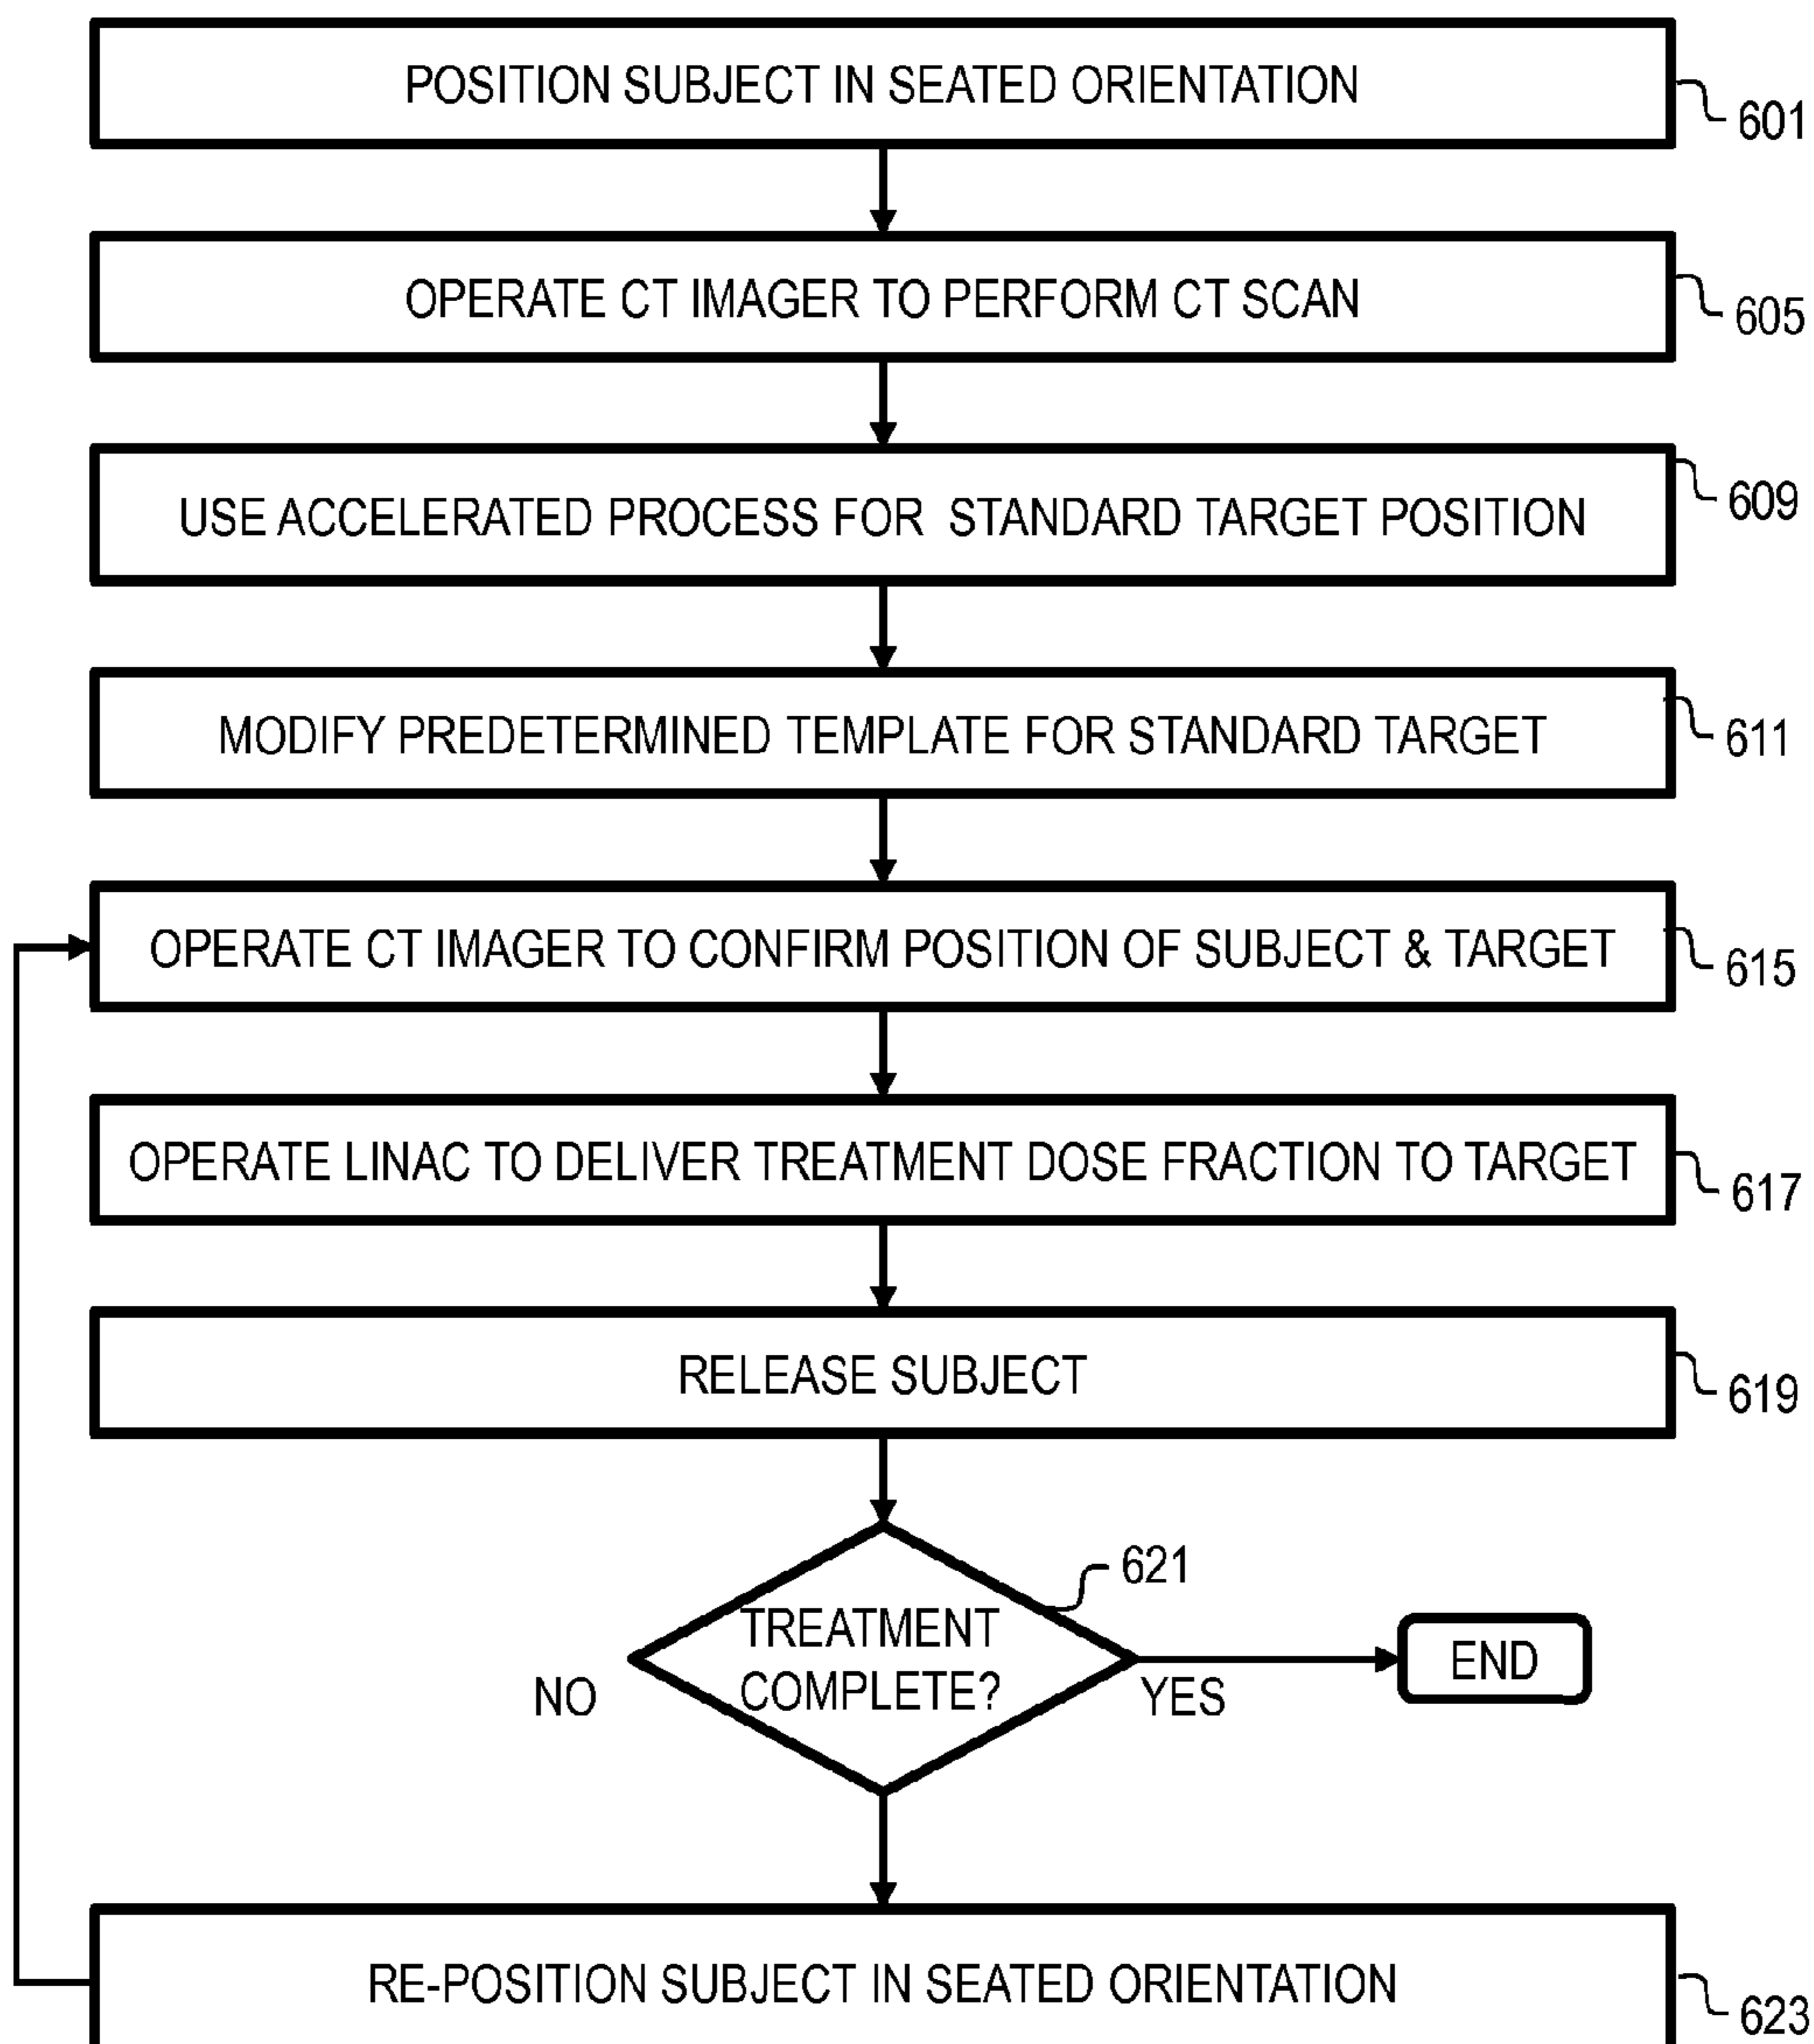 POSITION SUBJECT IN SEATED ORIENTATION
601
OPERATE CT IMAGER TO PERFORM CT SCAN
605
USE ACCELERATED PROCESS FOR STANDARD TARGET POSITION
609
MODIFY PREDETERMINED TEMPLATE FOR STANDARD TARGET
611
OPERATE CT IMAGER TO CONFIRM POSITION OF SUBJECT & TARGET
615
OPERATE LINAC TO DELIVER TREATMENT DOSE FRACTION TO TARGET
617
RELEASE SUBJECT
619
621
TREATMENT
COMPLETE?
NO
YES
END
RE-POSITION SUBJECT IN SEATED ORIENTATION
623